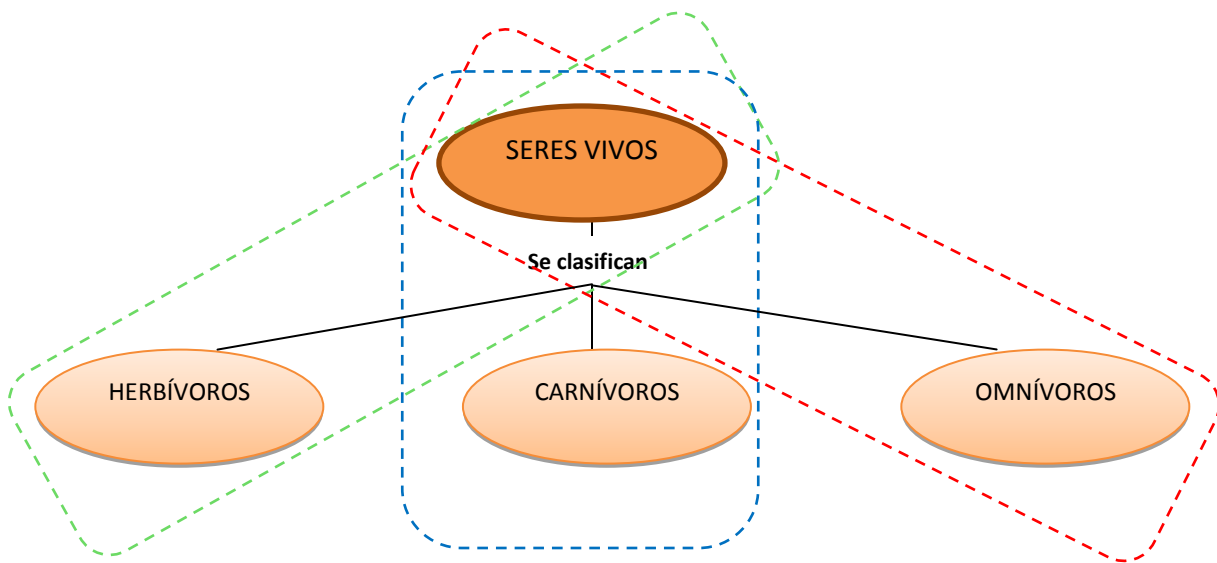 SERES VIVOS
Se clasifican
HERBÍVOROS
CARNÍVOROS
OMNÍVOROS